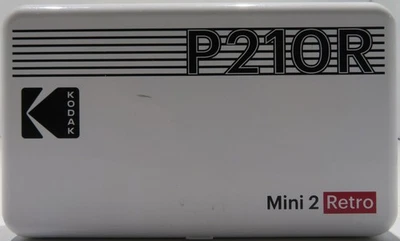 P210R
KODAK
Mini 2 Retro